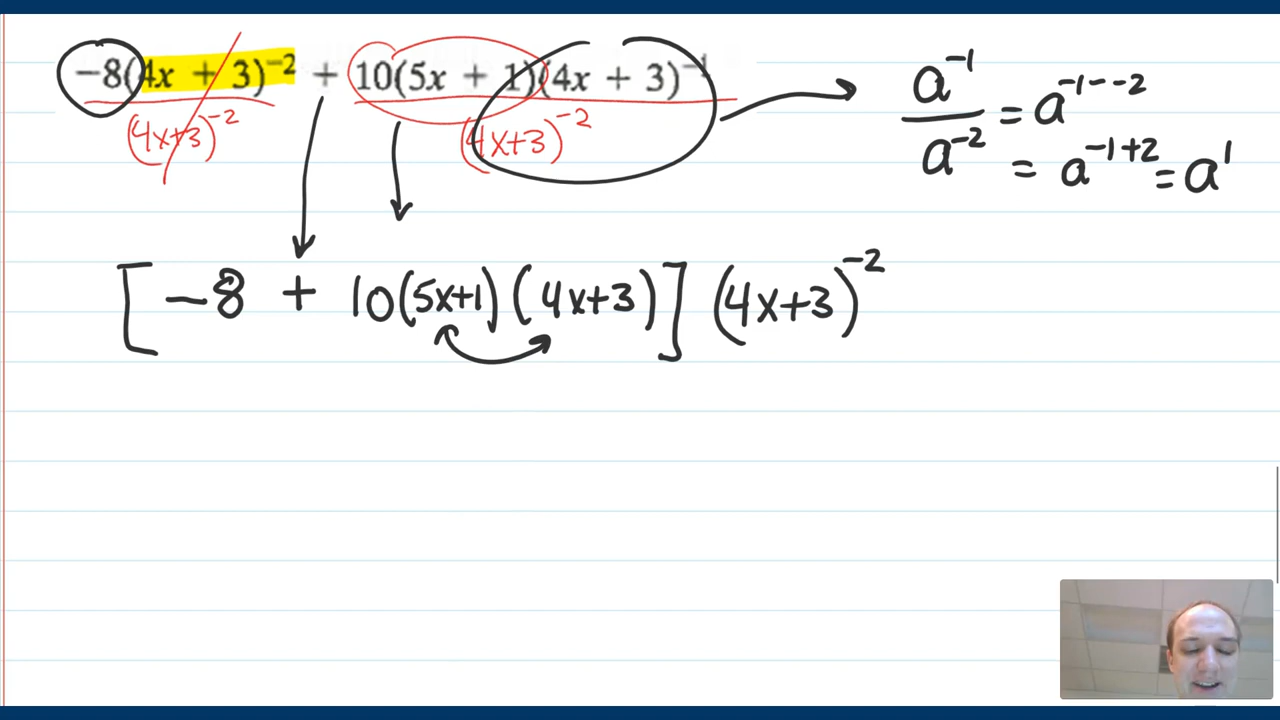 −8(4x + 3)⁻² + 10(5x + 1)(4x + 3)⁻¹
(4x+3)⁻² (4x+3)⁻²
a⁻¹
a⁻² = a⁻¹⁻⁻²
= a⁻¹⁺² = a¹
[−8 + 10(5x+1)(4x+3)] (4x+3)⁻²